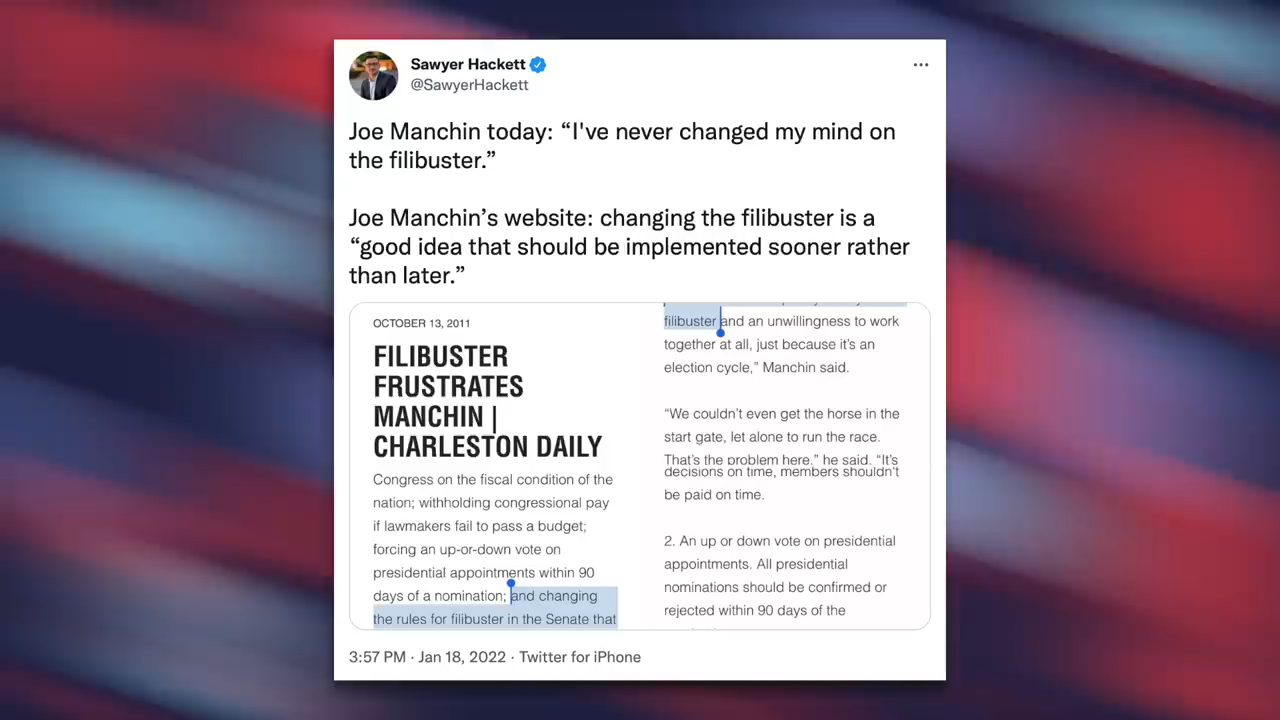 Sawyer Hackett
@SawyerHackett
Joe Manchin today: “I've never changed my mind on
the filibuster.”
Joe Manchin’s website: changing the filibuster is a
“good idea that should be implemented sooner rather
than later.”
OCTOBER 13, 2011
FILIBUSTER
FRUSTRATES
MANCHIN |
CHARLESTON DAILY
Congress on the fiscal condition of the
nation; withholding congressional pay
if lawmakers fail to pass a budget;
forcing an up-or-down vote on
presidential appointments within 90
days of a nomination; and changing
the rules for filibuster in the Senate that
filibuster and an unwillingness to work
together at all, just because it’s an
election cycle,” Manchin said.
“We couldn’t even get the horse in the
start gate, let alone to run the race.
That’s the problem here.” he said. “It’s
decisions on time, members shouldn’t
be paid on time.
2. An up or down vote on presidential
appointments. All presidential
nominations should be confirmed or
rejected within 90 days of the
3:57 PM · Jan 18, 2022 · Twitter for iPhone